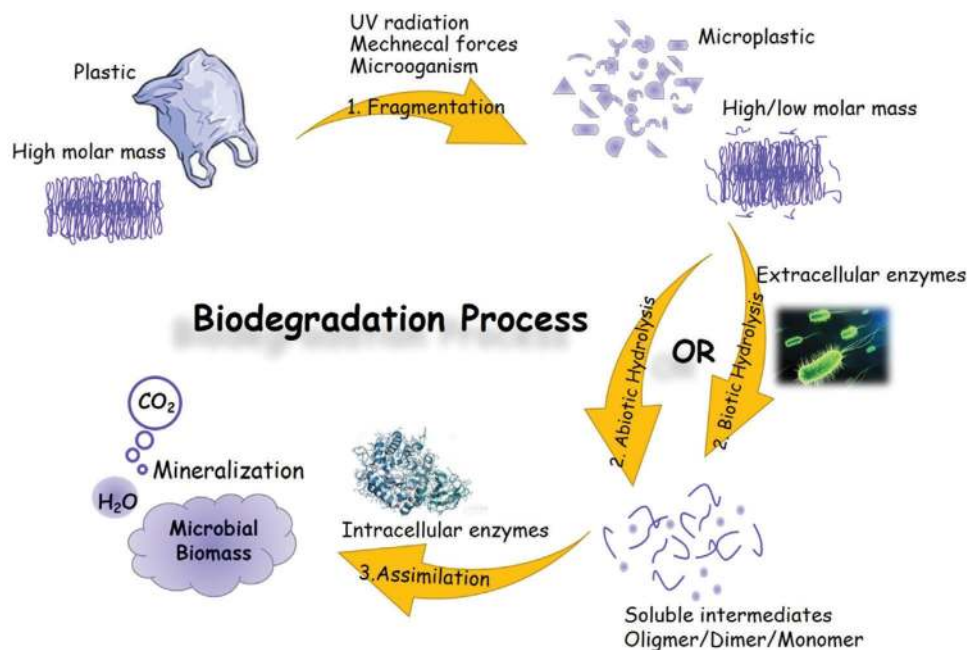 UV radiation
Mechnecal forces
Microoganism
1. Fragmentation
Plastic
High molar mass
Microplastic
High/low molar mass
Extracellular enzymes
2. Abiotic Hydrolysis
OR
2. Biotic Hydrolysis
Biodegradation Process
CO₂
H₂O
Mineralization
Microbial
Biomass
Intracellular enzymes
3.Assimilation
Soluble intermediates
Oligmer/Dimer/Monomer